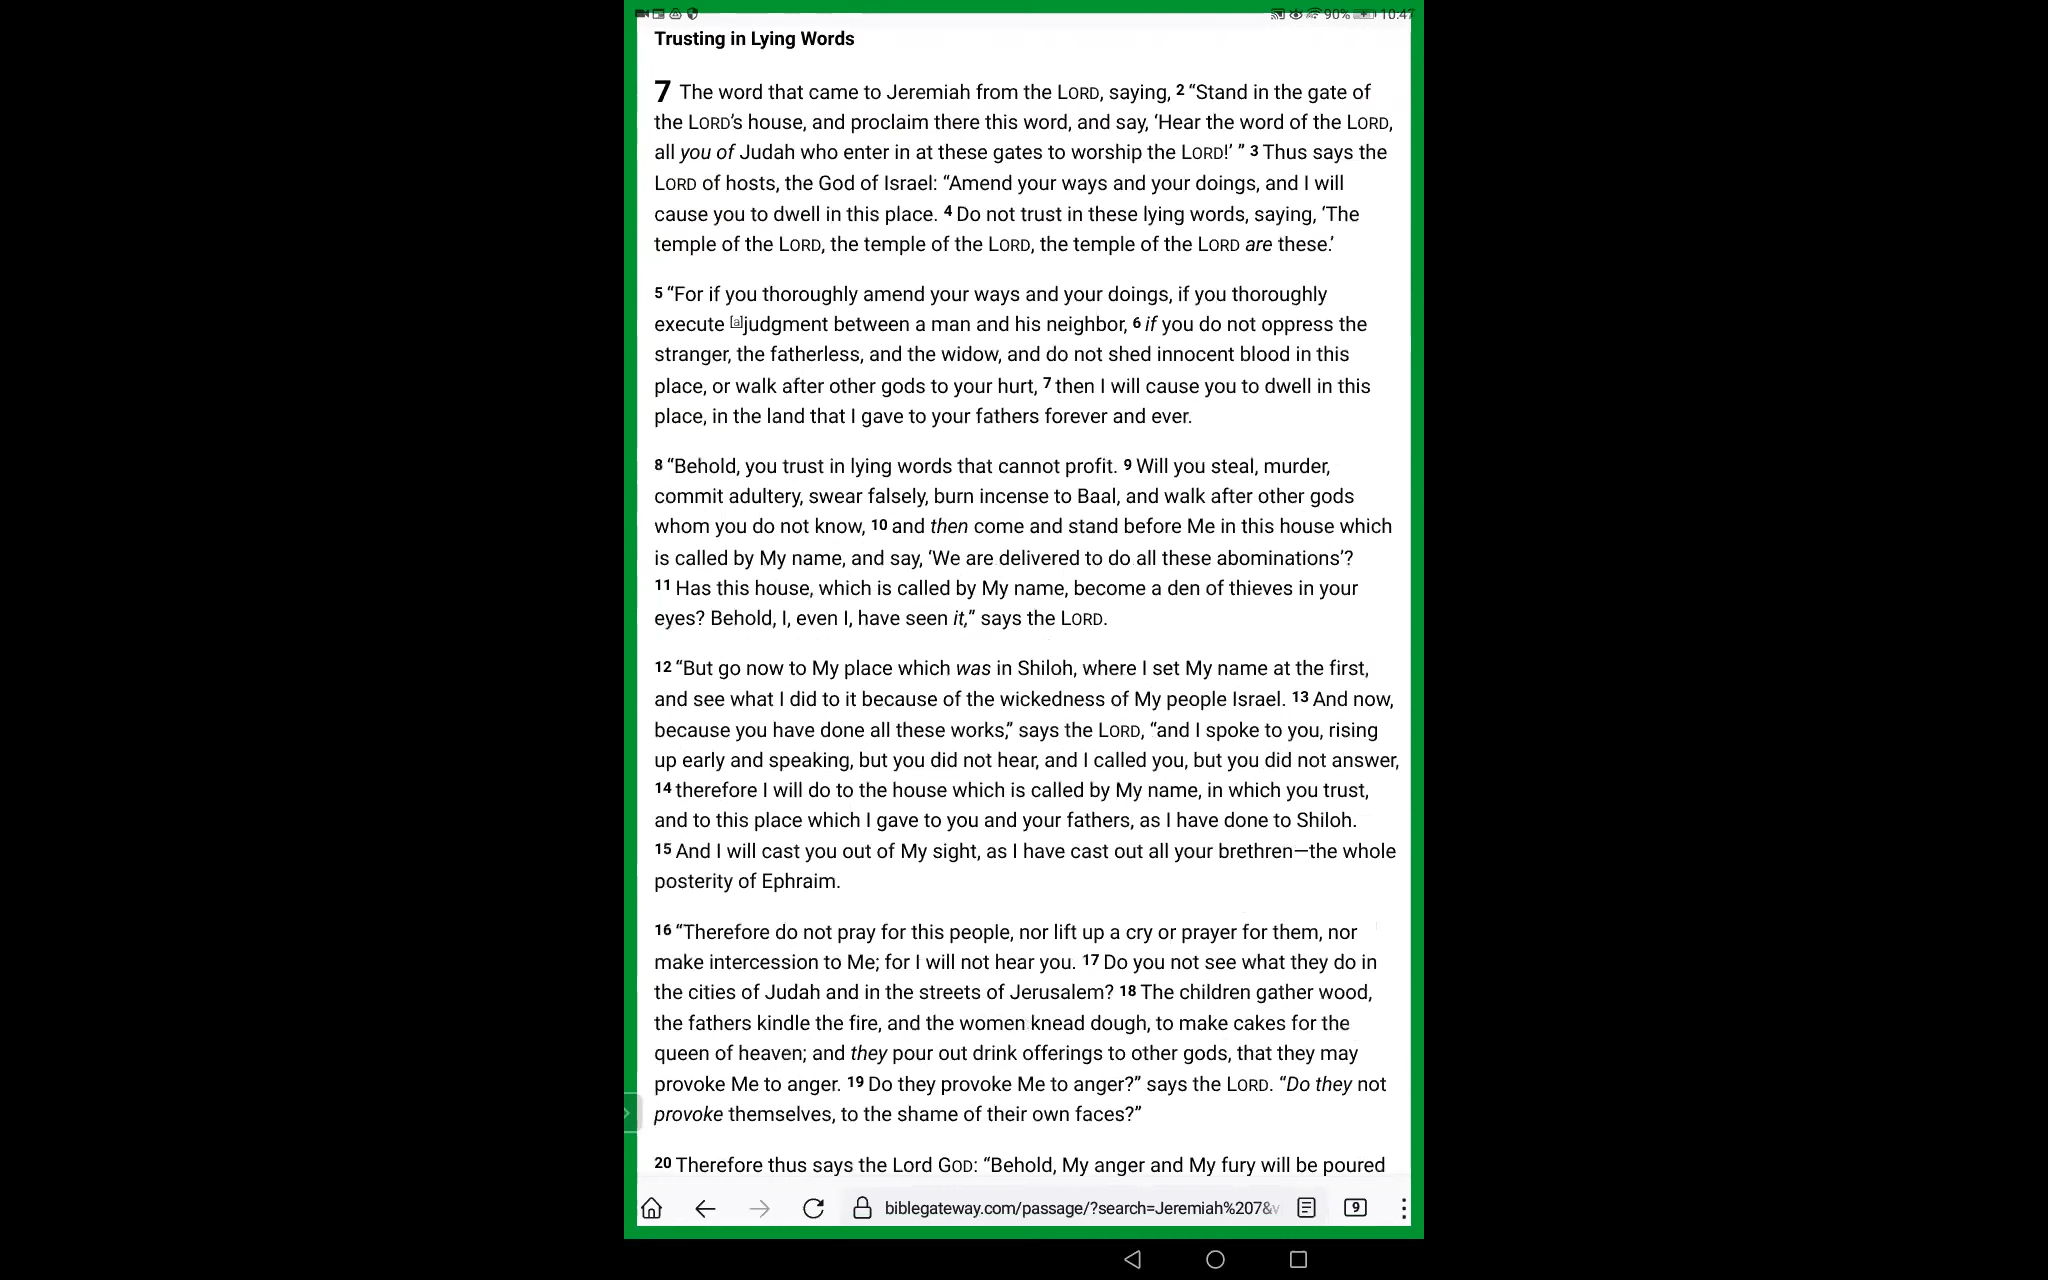 90% 10:47
Trusting in Lying Words
7 The word that came to Jeremiah from the LORD, saying, 2 “Stand in the gate of
the LORD’s house, and proclaim there this word, and say, ‘Hear the word of the LORD,
all you of Judah who enter in at these gates to worship the LORD!’ ” 3 Thus says the
LORD of hosts, the God of Israel: “Amend your ways and your doings, and I will
cause you to dwell in this place. 4 Do not trust in these lying words, saying, ‘The
temple of the LORD, the temple of the LORD, the temple of the LORD are these.’
5 “For if you thoroughly amend your ways and your doings, if you thoroughly
execute [a]judgment between a man and his neighbor, 6 if you do not oppress the
stranger, the fatherless, and the widow, and do not shed innocent blood in this
place, or walk after other gods to your hurt, 7 then I will cause you to dwell in this
place, in the land that I gave to your fathers forever and ever.
8 “Behold, you trust in lying words that cannot profit. 9 Will you steal, murder,
commit adultery, swear falsely, burn incense to Baal, and walk after other gods
whom you do not know, 10 and then come and stand before Me in this house which
is called by My name, and say, ‘We are delivered to do all these abominations’?
11 Has this house, which is called by My name, become a den of thieves in your
eyes? Behold, I, even I, have seen it,” says the LORD.
12 “But go now to My place which was in Shiloh, where I set My name at the first,
and see what I did to it because of the wickedness of My people Israel. 13 And now,
because you have done all these works,” says the LORD, “and I spoke to you, rising
up early and speaking, but you did not hear, and I called you, but you did not answer,
14 therefore I will do to the house which is called by My name, in which you trust,
and to this place which I gave to you and your fathers, as I have done to Shiloh.
15 And I will cast you out of My sight, as I have cast out all your brethren—the whole
posterity of Ephraim.
16 “Therefore do not pray for this people, nor lift up a cry or prayer for them, nor
make intercession to Me; for I will not hear you. 17 Do you not see what they do in
the cities of Judah and in the streets of Jerusalem? 18 The children gather wood,
the fathers kindle the fire, and the women knead dough, to make cakes for the
queen of heaven; and they pour out drink offerings to other gods, that they may
provoke Me to anger. 19 Do they provoke Me to anger?” says the LORD. “Do they not
provoke themselves, to the shame of their own faces?”
20 Therefore thus says the Lord GOD: “Behold, My anger and My fury will be poured
biblegateway.com/passage/?search=Jeremiah%207&v 9